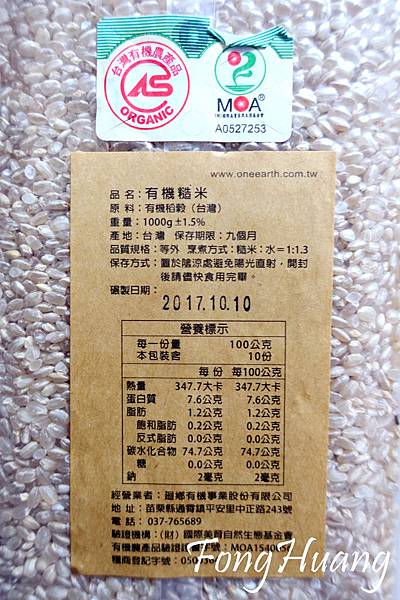 台灣有機農產品
CAS
ORGANIC
MOA®
A0527253
www.oneearth.com.tw
品名：有機糙米
原料：有機稻穀（台灣）
重量：1000g±1.5%
產地：台灣 保存期限：九個月
品質規格：等外 烹煮方式：糙米：水＝1：1.3
保存方式：置於陰涼處避免陽光直射，開封
後請儘快食用完畢。
碾製日期：
2017.10.10
營養標示
每一份量 100公克
本包裝含 10份
每份 每100公克
熱量 347.7大卡 347.7大卡
蛋白質 7.6公克 7.6公克
脂肪 1.2公克 1.2公克
飽和脂肪 0.2公克 0.2公克
反式脂肪 0.0公克 0.0公克
碳水化合物 74.7公克 74.7公克
糖 0.0公克 0.0公克
鈉 2毫克 2毫克
經營業者：鄉有機事業股份有限公司
地址：苗栗縣通霄鎮平安里中正路243號
電話：037-765689
驗證機構：（財）國際美育自然生態基金會
有機農產品驗證
糧商登記字號：
FongHuang